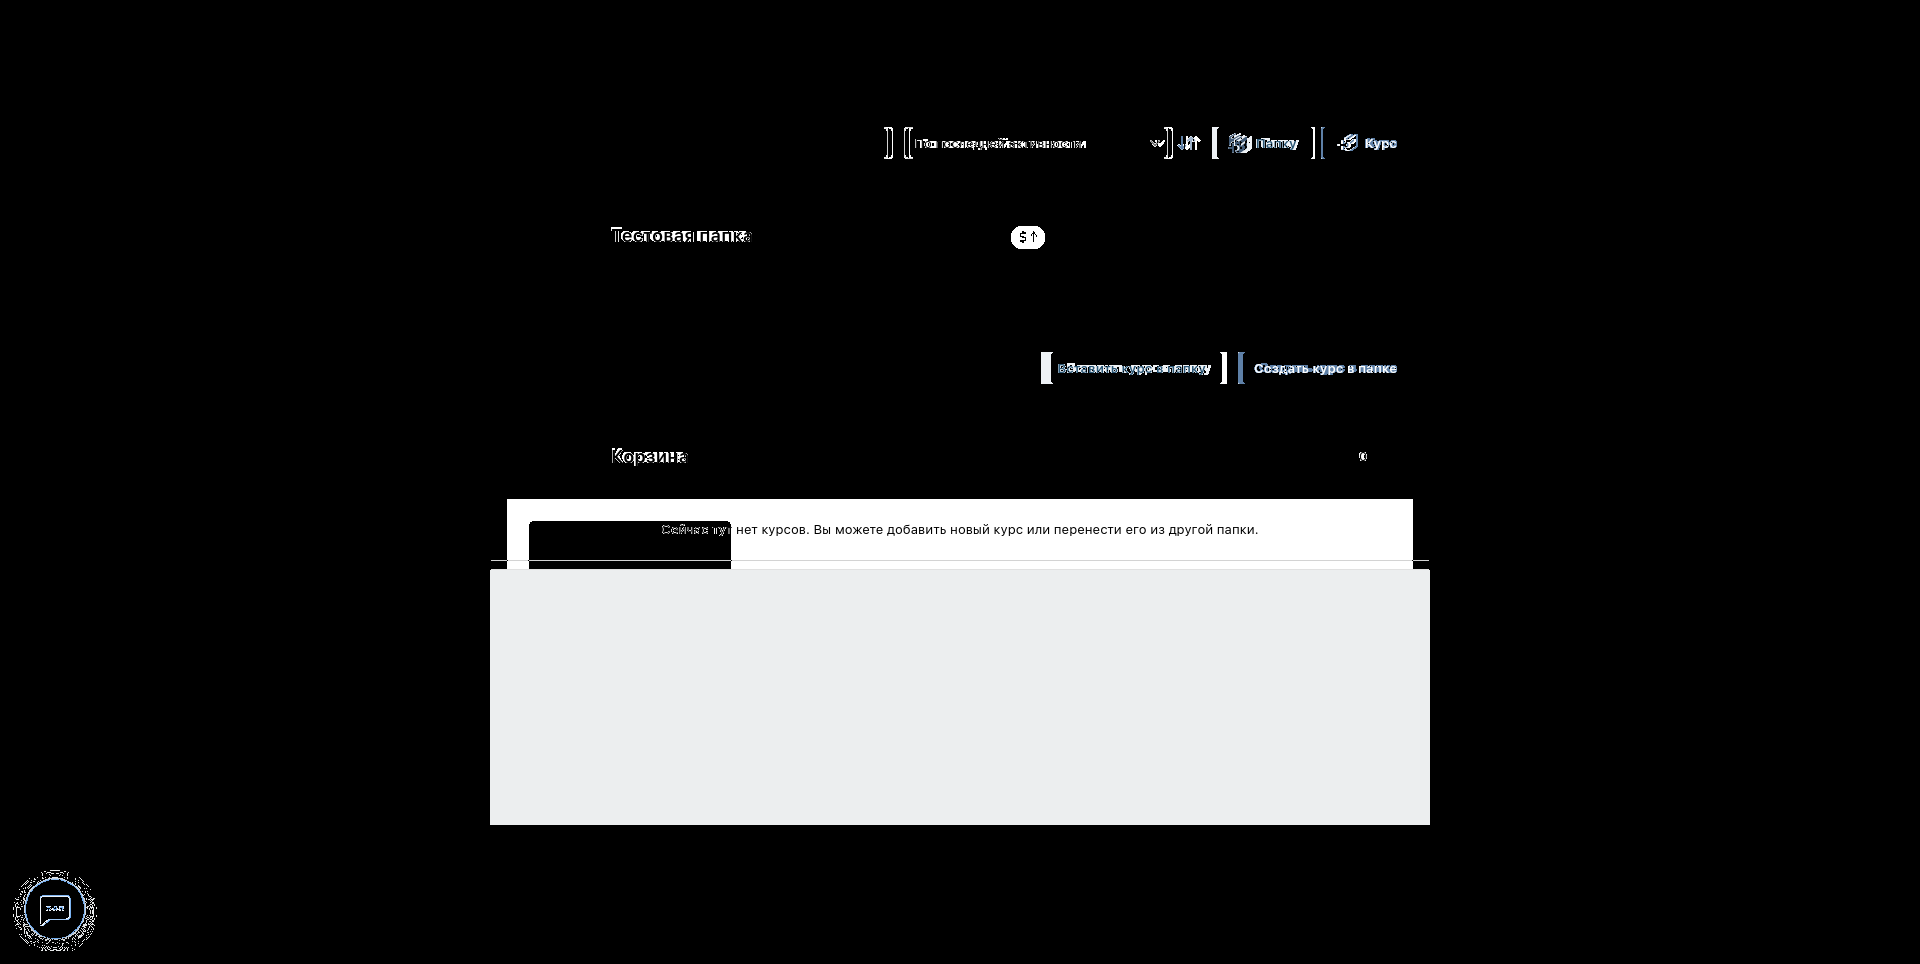 По последней активности Папку Курс
Тестовая папка $↑
Вставить курс в папку Создать курс в папке
Корзина
Сейчас тут нет курсов. Вы можете добавить новый курс или перенести его из другой папки.